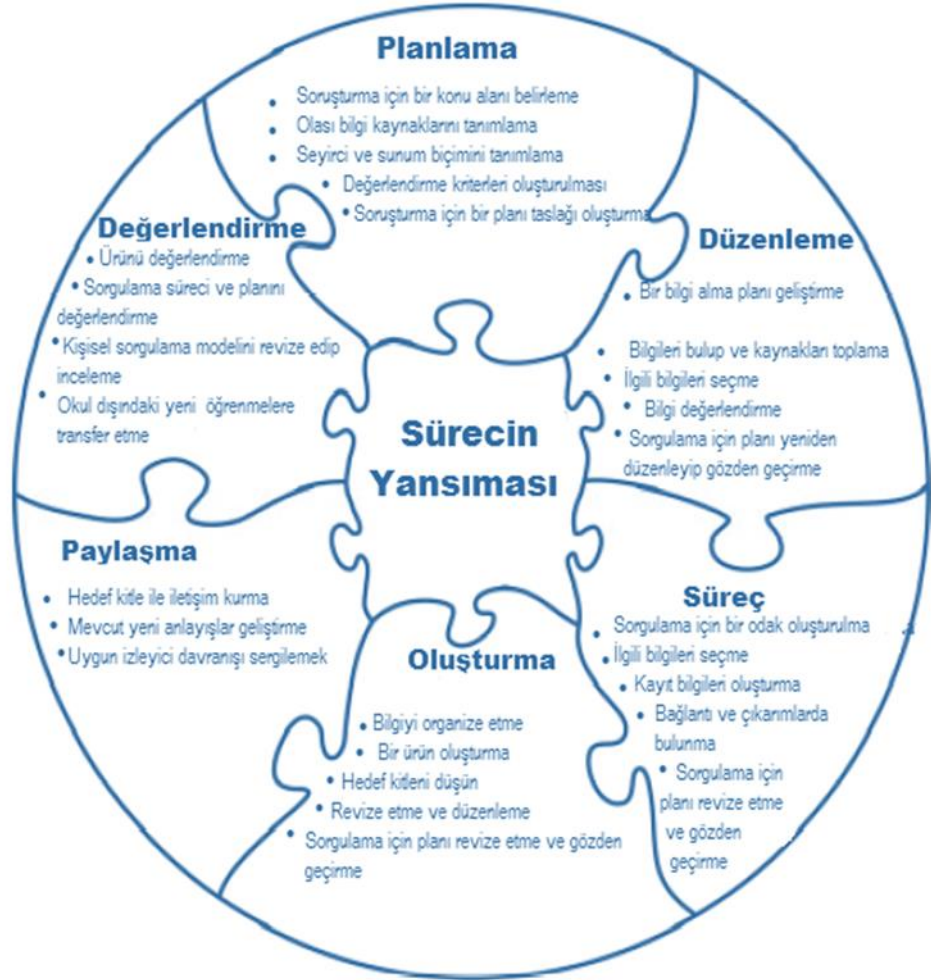 Planlama
• Soruşturma için bir konu alanı belirleme
• Olası bilgi kaynaklarını tanımlama
• Seyirci ve sunum biçimini tanımlama
• Değerlendirme kriterleri oluşturulması
• Soruşturma için bir planı taslağı oluşturma
Düzenleme
• Bir bilgi alma planı geliştirme
• Bilgileri bulup ve kaynakları toplama
• İlgili bilgileri seçme
• Bilgi değerlendirme
• Sorgulama için planı yeniden
düzenleyip gözden geçirme
Süreç
• Sorgulama için bir odak oluşturulma
• İlgili bilgileri seçme
• Kayıt bilgileri oluşturma
• Bağlantı ve çıkarımlarda
bulunma
• Sorgulama için
planı revize etme
ve gözden
geçirme
Oluşturma
• Bilgiyi organize etme
• Bir ürün oluşturma
• Hedef kitleni düşün
• Revize etme ve düzenleme
• Sorgulama için planı revize etme ve gözden
geçirme
Paylaşma
• Hedef kitle ile iletişim kurma
• Mevcut yeni anlayışlar geliştirme
• Uygun izleyici davranışı sergilemek
Değerlendirme
• Ürünü değerlendirme
• Sorgulama süreci ve planını
değerlendirme
• Kişisel sorgulama modelini revize edip
inceleme
• Okul dışındaki yeni öğrenmelere
transfer etme
Sürecin
Yansıması